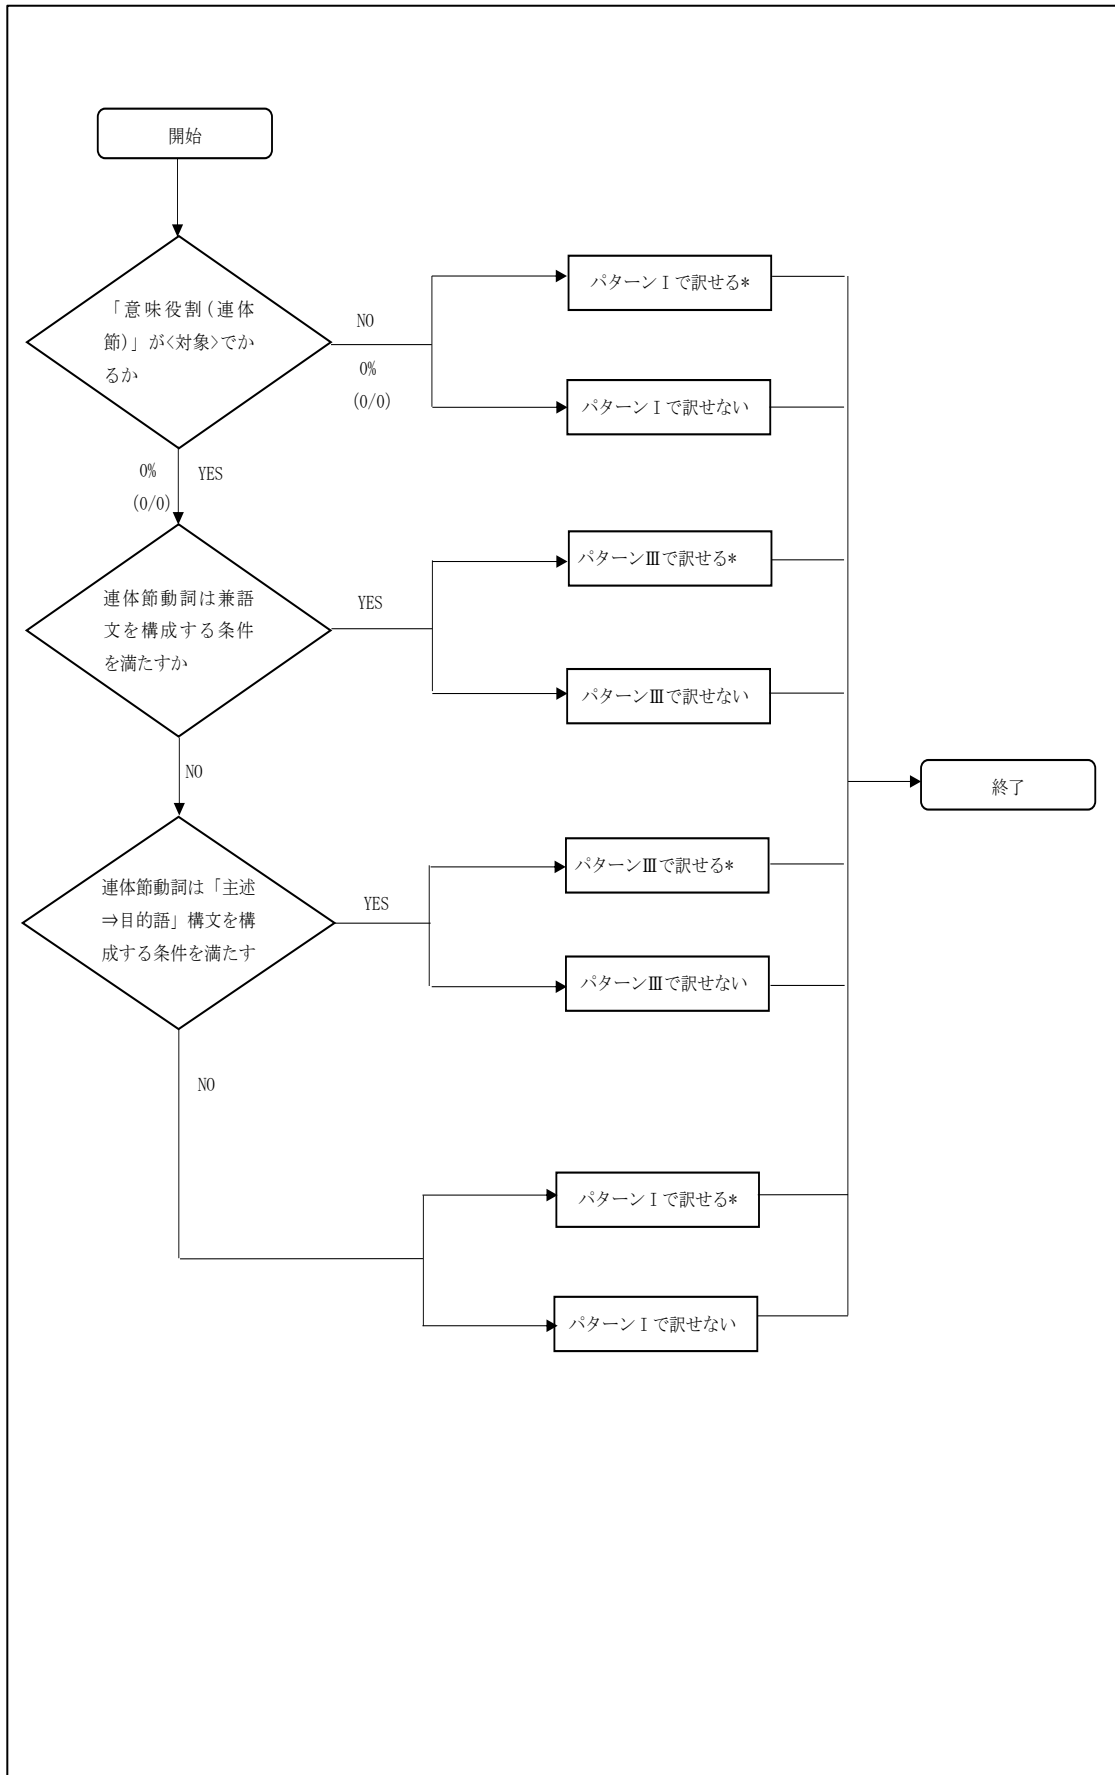 開始
「意味役割(連体
節)」が<対象>でか
るか
NO
0%
(0/0)
パターンⅠで訳せる*
パターンⅠで訳せない
0%
(0/0)
YES
連体節動詞は兼語
文を構成する条件
を満たすか
YES
パターンⅢで訳せる*
パターンⅢで訳せない
NO
終了
連体節動詞は「主述
⇒目的語」構文を構
成する条件を満たす
YES
パターンⅢで訳せる*
パターンⅢで訳せない
NO
パターンⅠで訳せる*
パターンⅠで訳せない